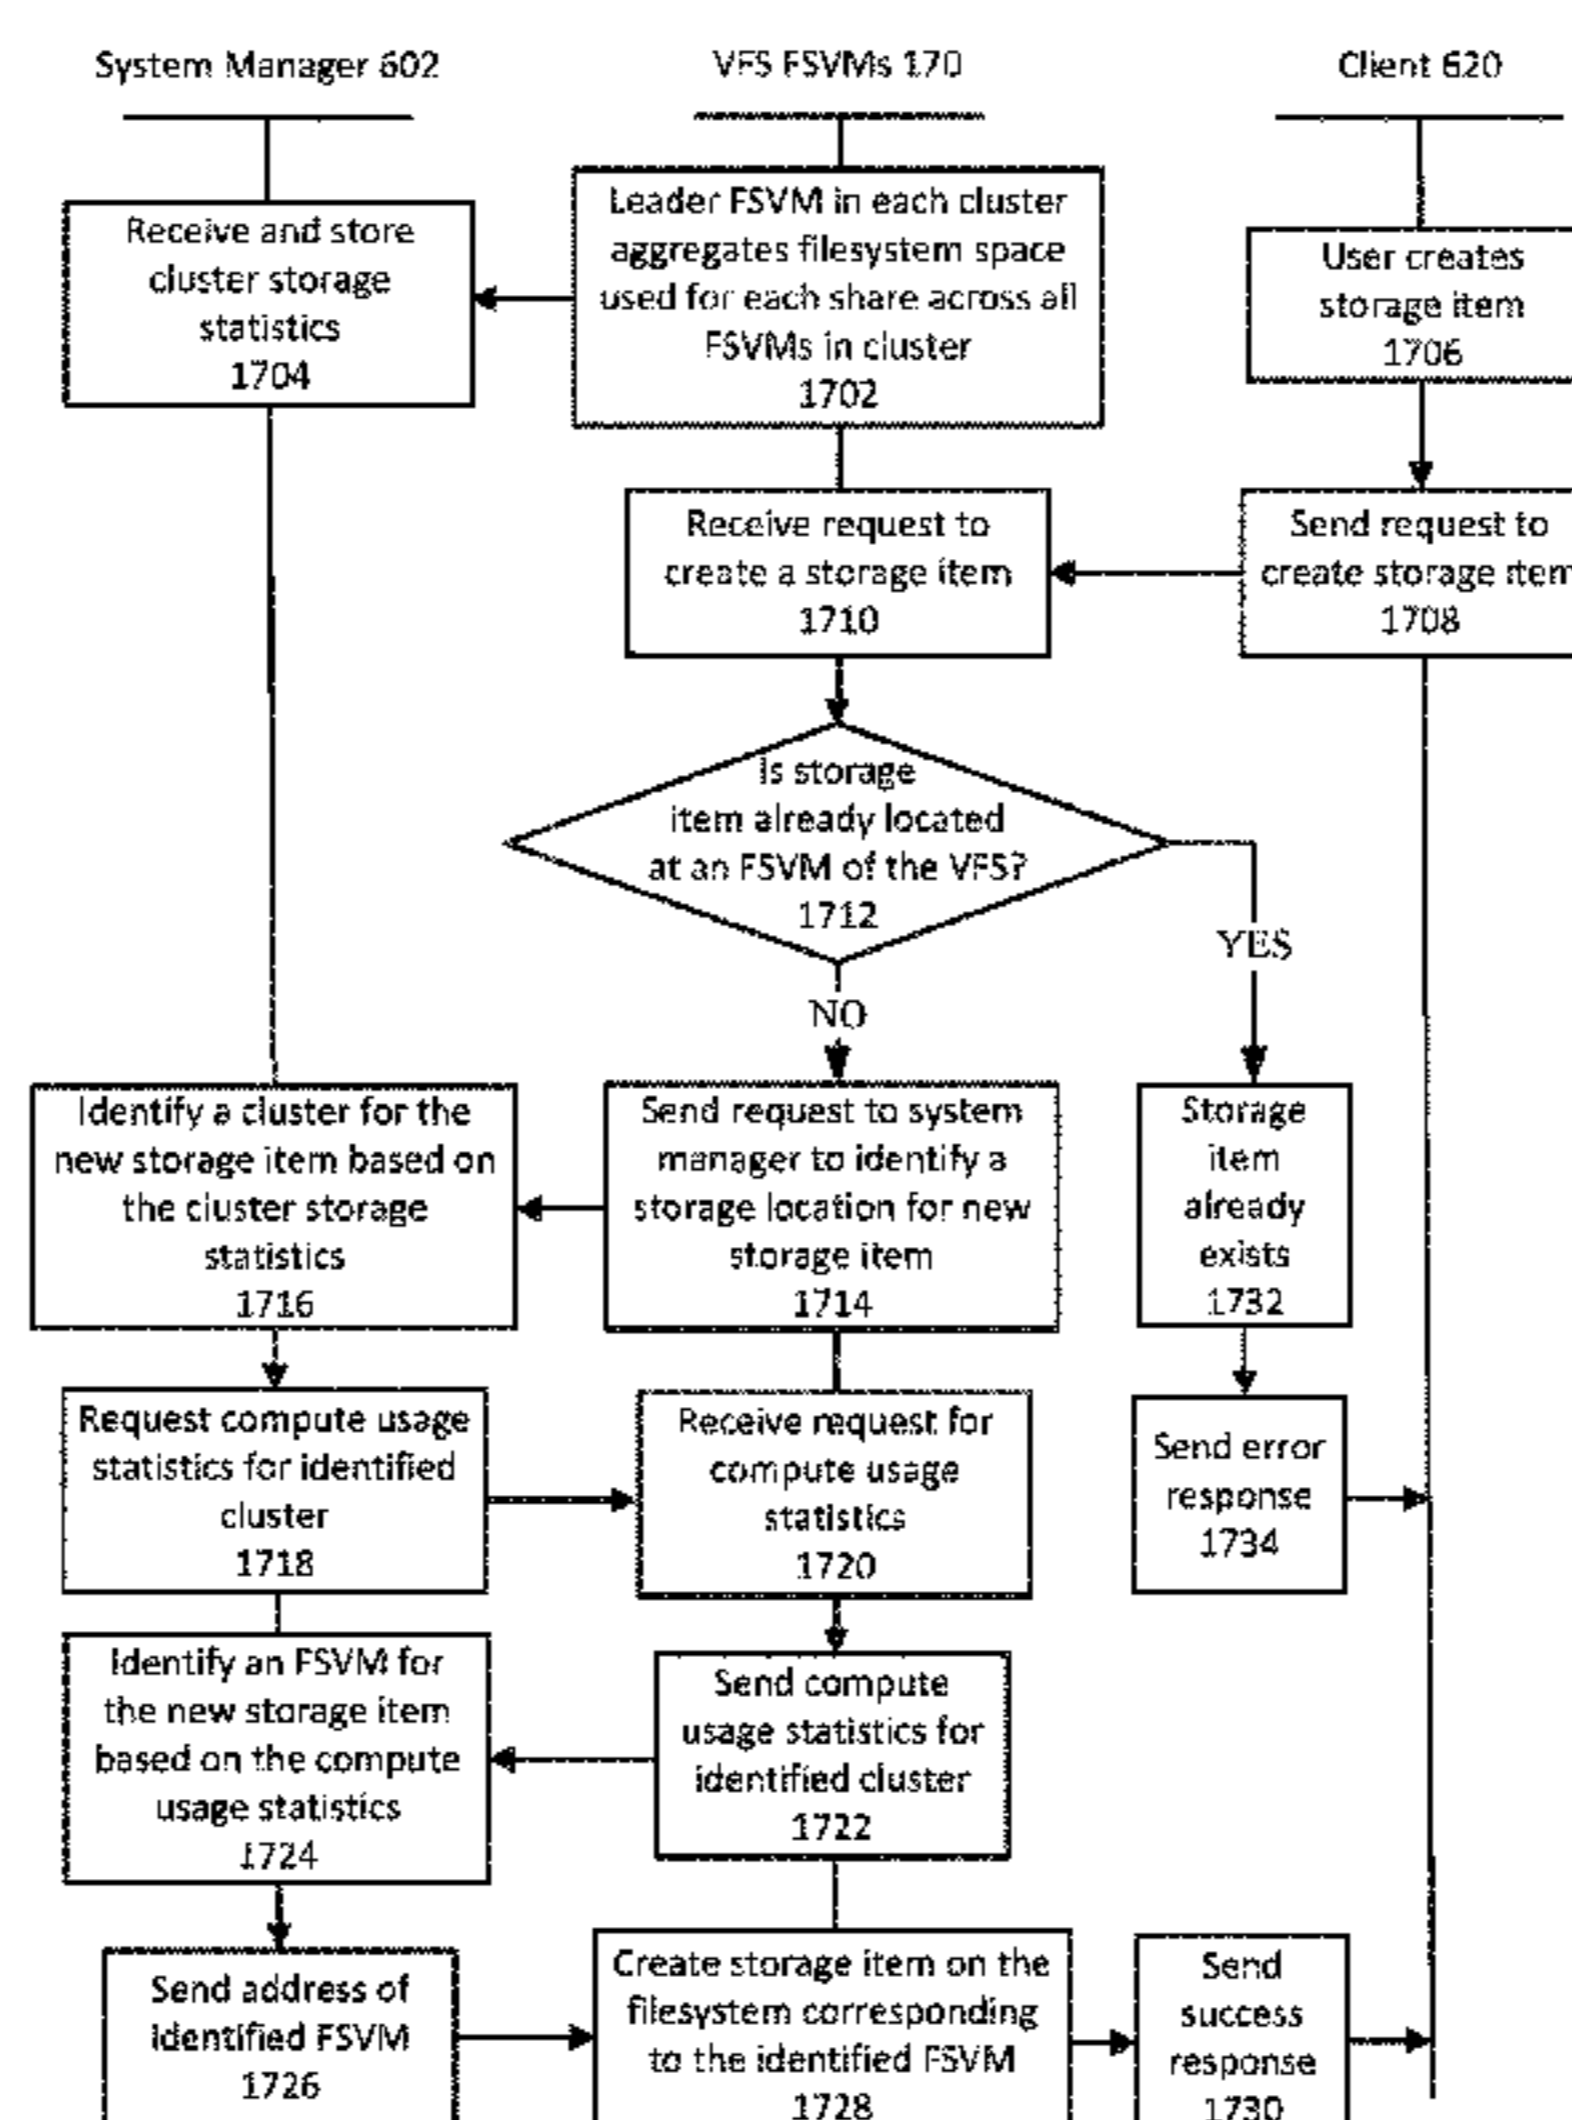 System Manager 602
VFS FSVMs 170
Client 620
Leader FSVM in each cluster
aggregates filesystem space
used for each share across all
FSVMs in cluster
1702
Receive and store
cluster storage
statistics
1704
User creates
storage item
1706
Send request to
create storage item
1708
Receive request to
create a storage item
1710
Is storage
item already located
at an FSVM of the VFS?
1712
YES
NO
Send request to system
manager to identify a
storage location for new
storage item
1714
Identify a cluster for the
new storage item based on
the cluster storage
statistics
1716
Storage
item
already
exists
1732
Request compute usage
statistics for identified
cluster
1718
Receive request for
compute usage
statistics
1720
Send error
response
1734
Identify an FSVM for
the new storage item
based on the compute
usage statistics
1724
Send compute
usage statistics for
identified cluster
1722
Send address of
identified FSVM
1726
Create storage item on the
filesystem corresponding
to the identified FSVM
1728
Send
success
response
1730